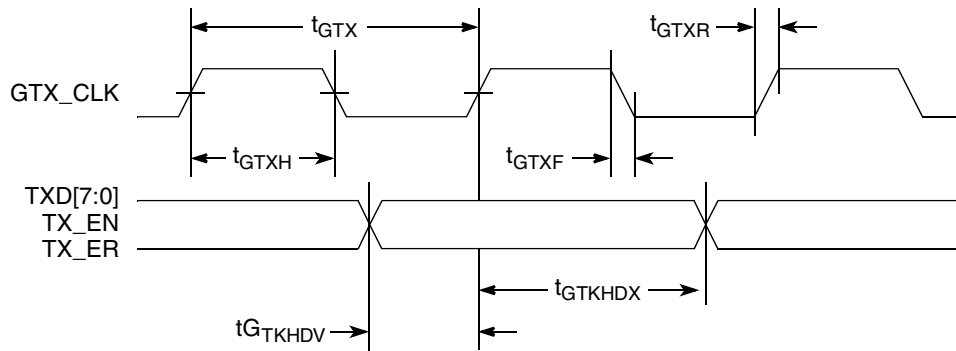 tGTX
tGTXR
GTX_CLK
tGTXH
tGTXF
TXD[7:0]
TX_EN
TX_ER
tGTKHDX
tGTKHDV